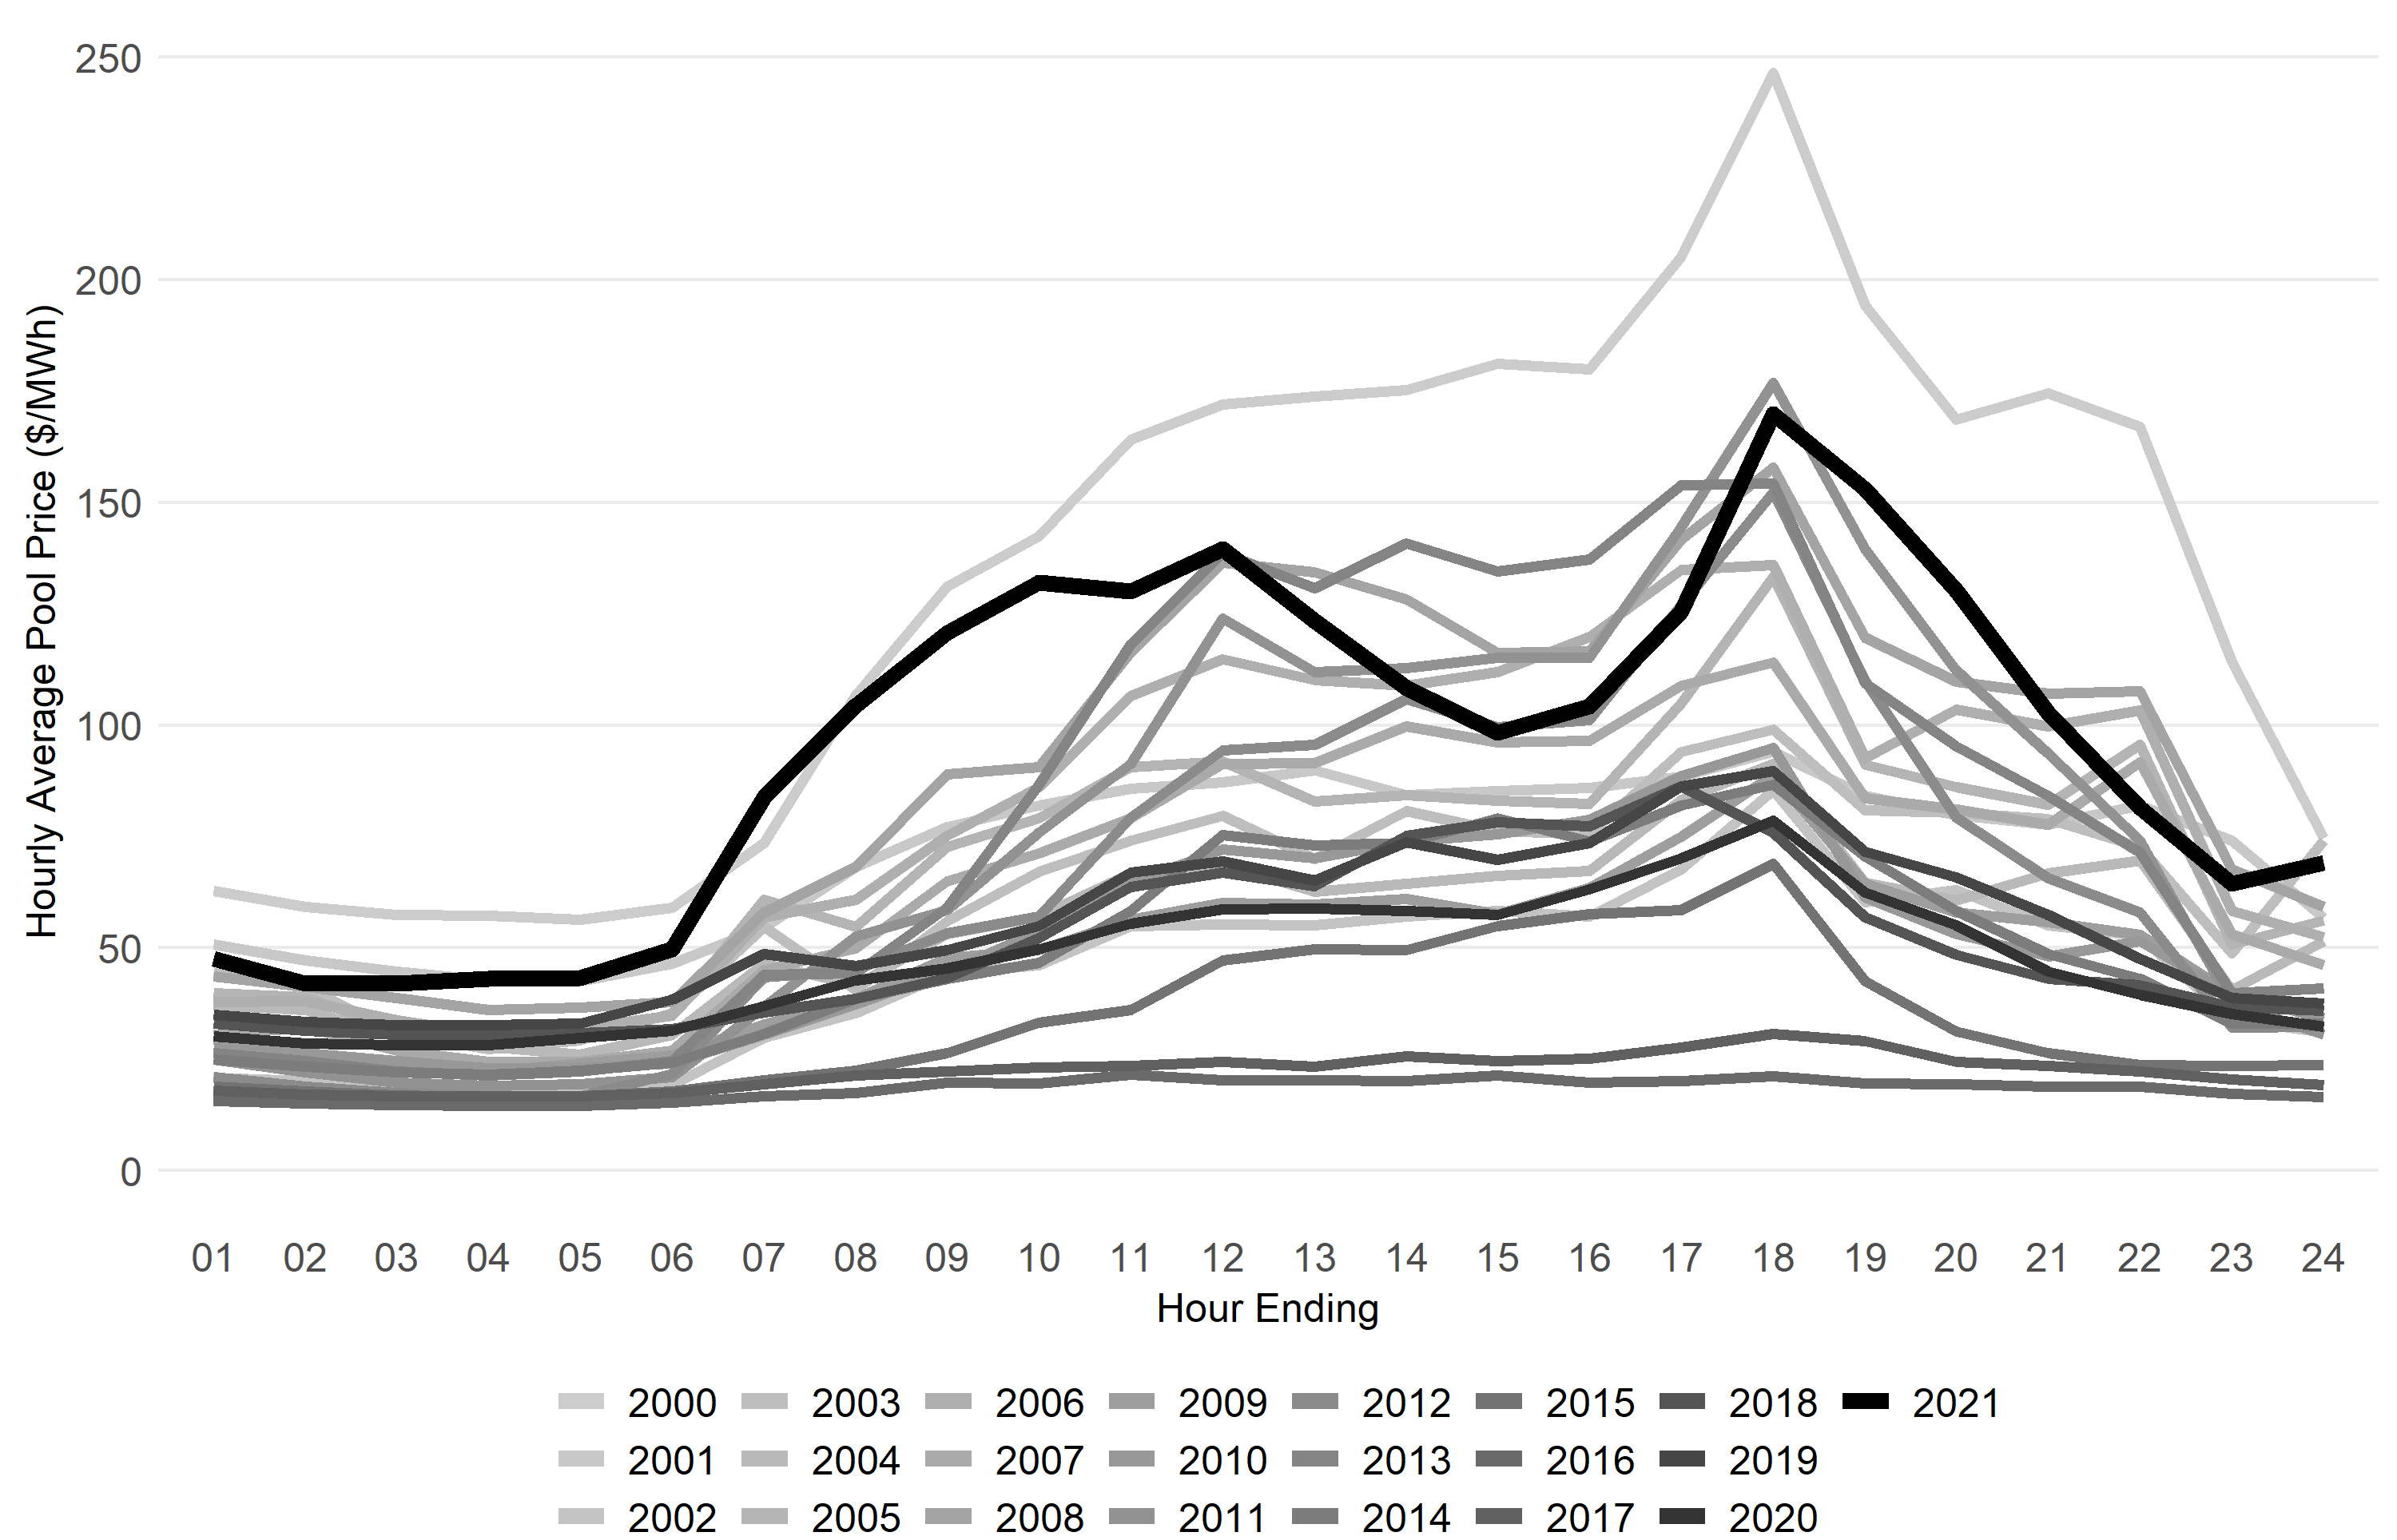 250
200
150
100
50
0
Hourly Average Pool Price ($/MWh)
01 02 03 04 05 06 07 08 09 10 11 12 13 14 15 16 17 18 19 20 21 22 23 24
Hour Ending
2000 2003 2006 2009 2012 2015 2018 2021
2001 2004 2007 2010 2013 2016 2019
2002 2005 2008 2011 2014 2017 2020